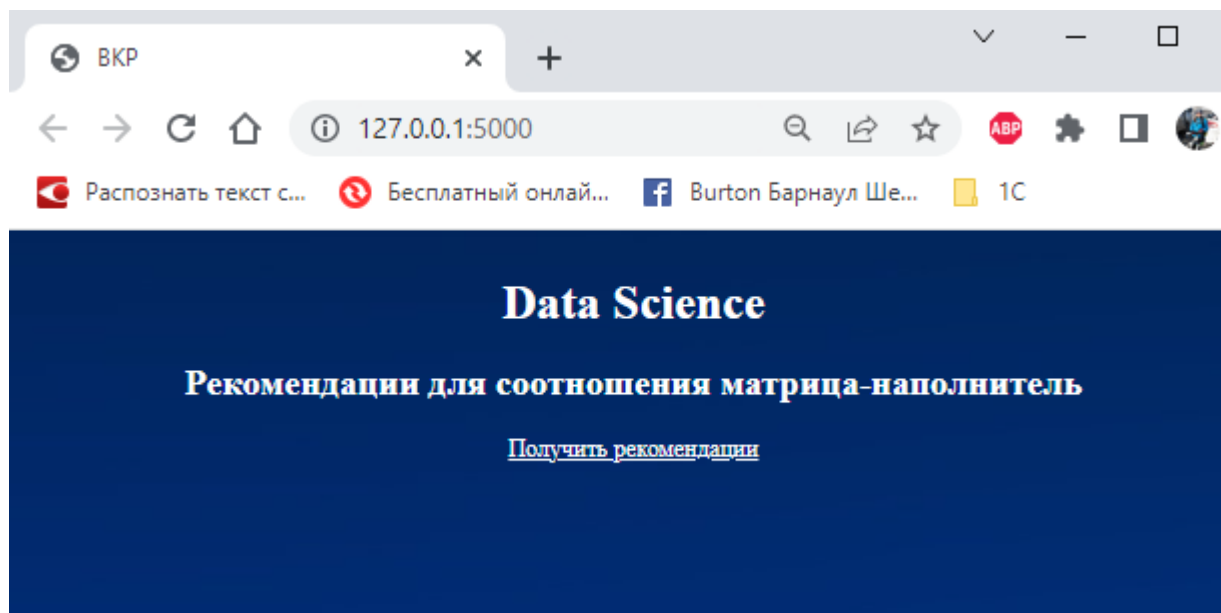 ВКР
127.0.0.1:5000
ABP
Распознать текст с... Бесплатный онлай... Burton Барнаул Ше... 1С
Data Science
Рекомендации для соотношения матрица-наполнитель
Получить рекомендации